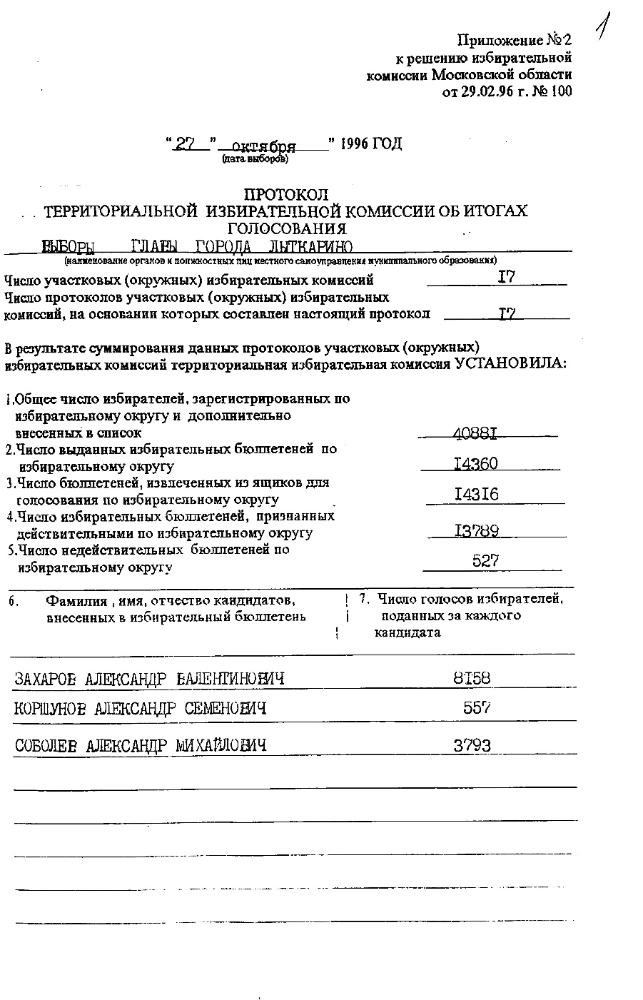 1
Приложение №2
к решению избирательной
комиссии Московской области
от 29.02.96 г. № 100
“ 27 ” октября ” 1996 ГОД
(дата выборов)
ПРОТОКОЛ
ТЕРРИТОРИАЛЬНОЙ ИЗБИРАТЕЛЬНОЙ КОМИССИИ ОБ ИТОГАХ
ГОЛОСОВАНИЯ
ВЫБОРЫ ГЛАВЫ ГОРОДА ЛЫТКАРИНО
(наименование органов и должностных лиц местного самоуправления муниципального образования)
Число участковых (окружных) избирательных комиссий I7
Число протоколов участковых (окружных) избирательных
комиссий, на основании которых составлен настоящий протокол I7
В результате суммирования данных протоколов участковых (окружных)
избирательных комиссий территориальная избирательная комиссия УСТАНОВИЛА:
1.Общее число избирателей, зарегистрированных по
избирательному округу и дополнительно
внесенных в список 4088I
2.Число выданных избирательных бюллетеней по
избирательному округу I4360
3.Число бюллетеней, извлеченных из ящиков для
голосования по избирательному округу I43I6
4.Число избирательных бюллетеней, признанных
действительными по избирательному округу I3789
5.Число недействительных бюллетеней по
избирательному округу 527
6. Фамилия , имя, отчество кандидатов, | 7. Число голосов избирателей,
внесенных в избирательный бюллетень | поданных за каждого
| кандидата
ЗАХАРОВ АЛЕКСАНДР ВАЛЕНТИНОВИЧ 8I58
КОРШУНОВ АЛЕКСАНДР СЕМЕНОВИЧ 557
СОБОЛЕВ АЛЕКСАНДР МИХАЙЛОВИЧ 3793